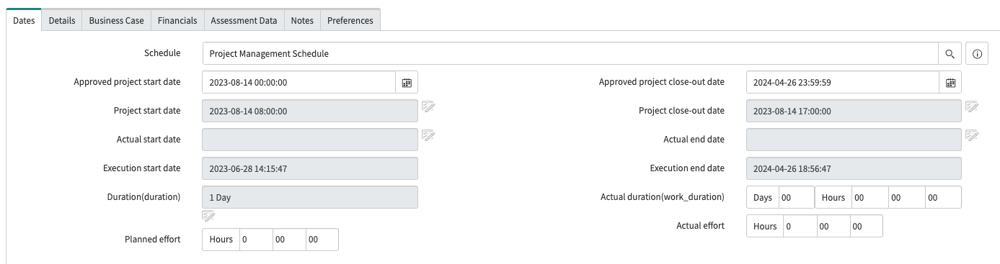 Dates Details Business Case Financials Assessment Data Notes Preferences
Schedule Project Management Schedule
Approved project start date 2023-08-14 00:00:00 Approved project close-out date 2024-04-26 23:59:59
Project start date 2023-08-14 08:00:00 Project close-out date 2023-08-14 17:00:00
Actual start date Actual end date
Execution start date 2023-06-28 14:15:47 Execution end date 2024-04-26 18:56:47
Duration(duration) 1 Day Actual duration(work_duration) Days 00 Hours 00 00 00
Actual effort Hours 0 00 00
Planned effort Hours 0 00 00